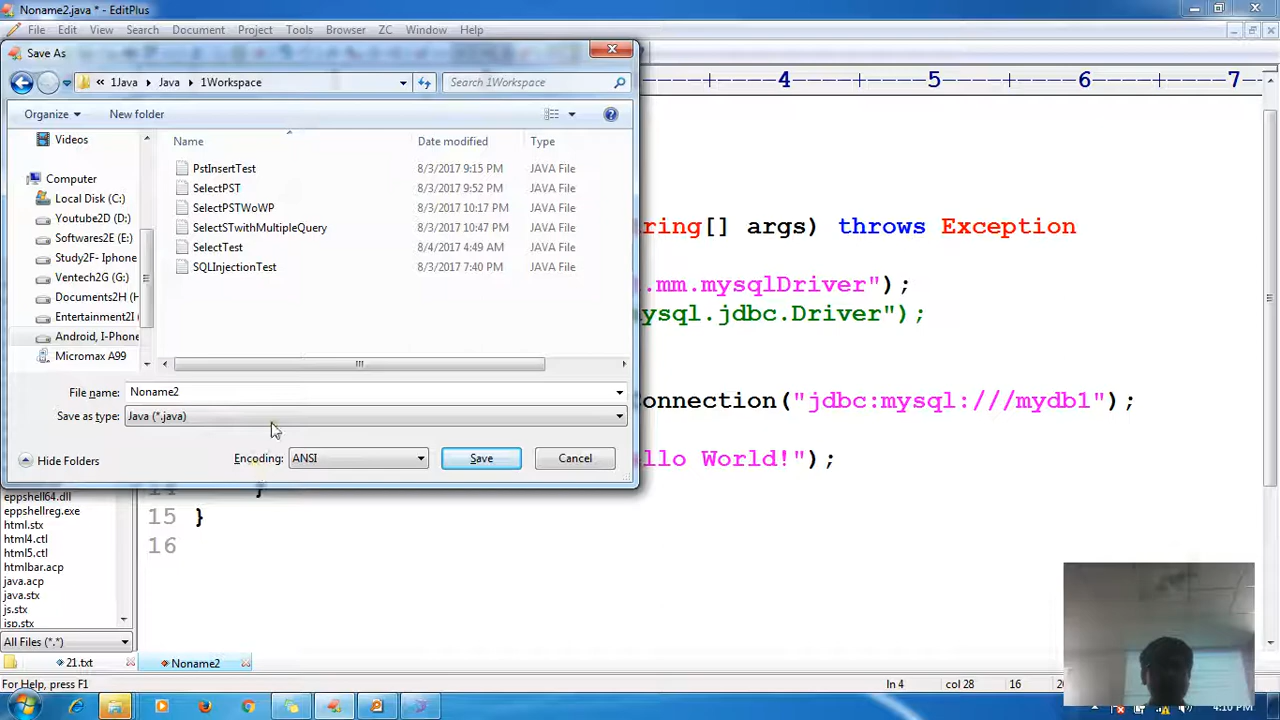 Noname2.java * - EditPlus
File Edit View Search Document Project Tools Browser ZC Window Help
Save As
« 1Java Java 1Workspace
Search 1Workspace
Organize
New folder
Name Date modified Type
Videos
Computer
Local Disk (C:)
Youtube2D (D:)
Softwares2E (E:)
Study2F- Iphone
Ventech2G (G:)
Documents2H (H
Entertainment2I
Android, I-Phone
Micromax A99
PstInsertTest 8/3/2017 9:15 PM JAVA File
SelectPST 8/3/2017 9:52 PM JAVA File
SelectPSTWoWP 8/3/2017 10:17 PM JAVA File
SelectSTwithMultipleQuery 8/3/2017 10:47 PM JAVA File
SelectTest 8/4/2017 4:49 AM JAVA File
SQLInjectionTest 8/3/2017 7:40 PM JAVA File
File name: Noname2
Save as type: Java (*.java)
Hide Folders
Encoding: ANSI
Save
Cancel
4 5 6 7
ring[] args) throws Exception
.mm.mysqlDriver");
ysql.jdbc.Driver");
onnection("jdbc:mysql:///mydb1");
llo World!");
}
15 }
16
eppshell64.dll
eppshellreg.exe
html.stx
html4.ctl
html5.ctl
htmlbar.acp
java.acp
java.stx
js.stx
jsp.stx
All Files (*.*)
21.txt
Noname2
For Help, press F1
ln 4 col 28 16
4:10 PM